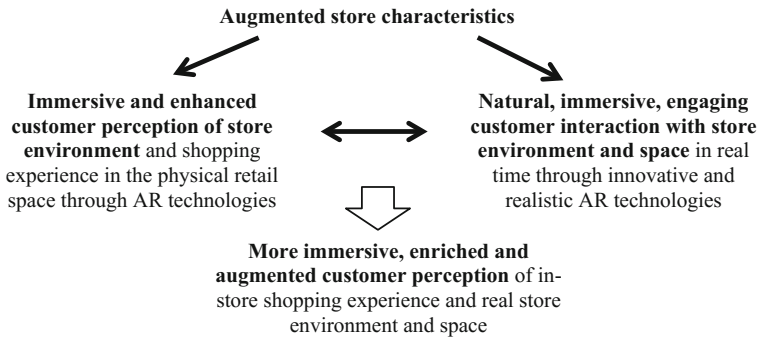 Augmented store characteristics
Immersive and enhanced
customer perception of store
environment and shopping
experience in the physical retail
space through AR technologies
Natural, immersive, engaging
customer interaction with store
environment and space in real
time through innovative and
realistic AR technologies
More immersive, enriched and
augmented customer perception of in-
store shopping experience and real store
environment and space